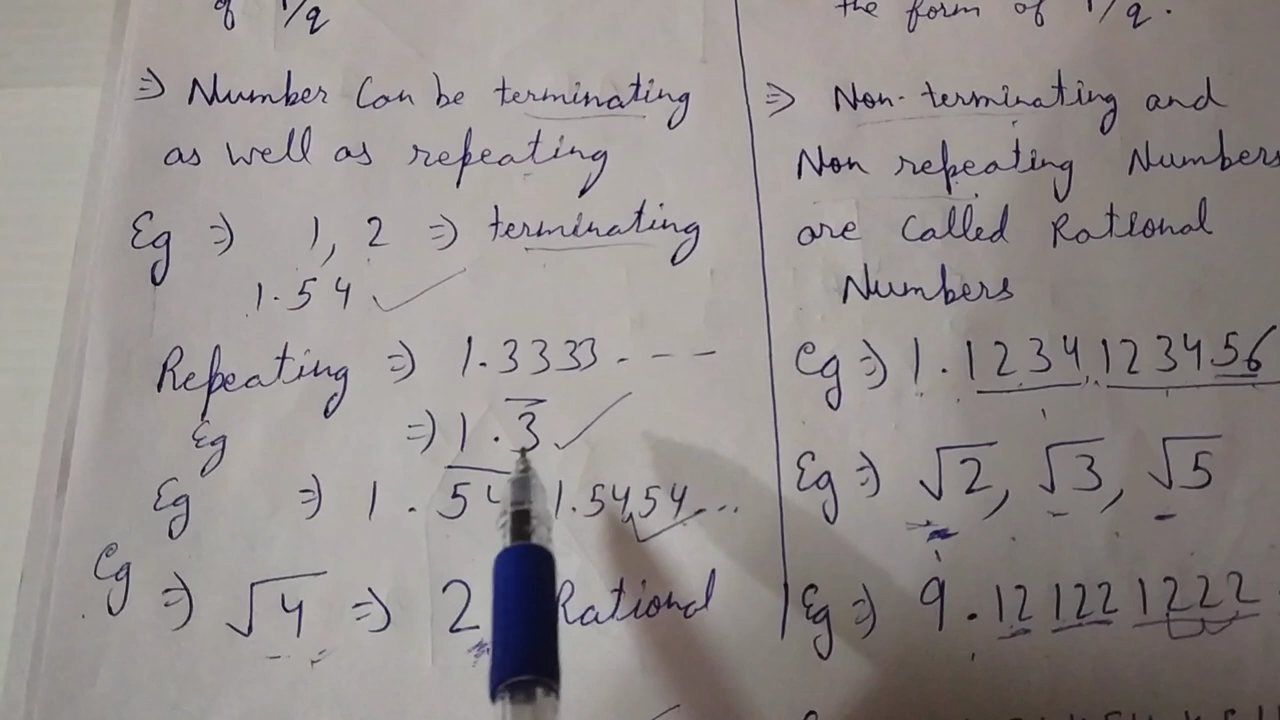 of P/q
⇒ Number Can be terminating
as well as repeating
Eg ⇒ 1, 2 ⇒ terminating
1.54 ✓
Repeating ⇒ 1.3333 - - - -
Eg ⇒ 1.3̅ ✓
Eg ⇒ 1. 1.5454...
Eg ⇒ √4 ⇒ 2 Rational
the form of P/q.
⇒ Non-terminating and
Non repeating Numbers
are Called Rational
Numbers
Eg ⇒ 1.1234 123456
Eg ⇒ √2, √3, √5
Eg ⇒ 9.12 122 1222